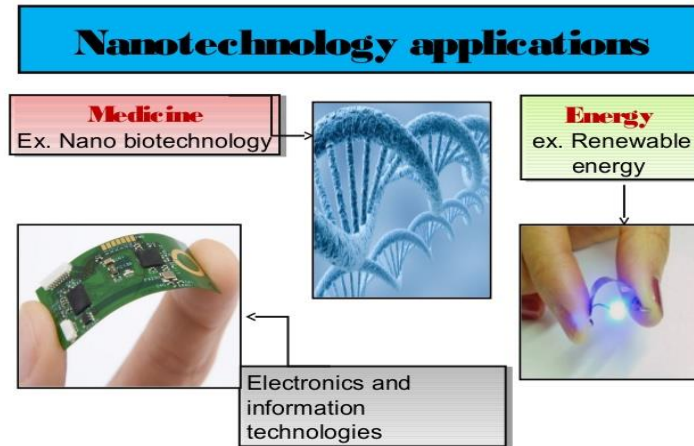 Nanotechnology applications
Medicine
Ex. Nano biotechnology
Energy
ex. Renewable
energy
Electronics and
information
technologies